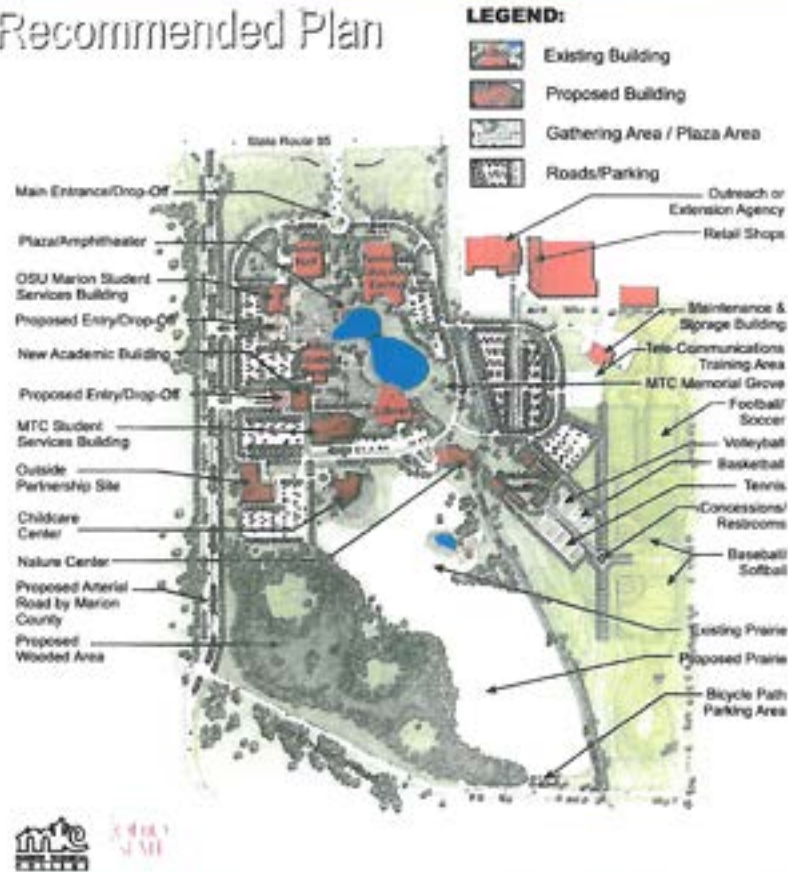 Recommended Plan
LEGEND:
Existing Building
Proposed Building
Gathering Area / Plaza Area
Roads/Parking
State Route 95
Main Entrance/Drop-Off
Plaza/Amphitheater
OSU Marion Student
Services Building
Proposed Entry/Drop-Off
New Academic Building
Proposed Entry/Drop-Off
MTC Student
Services Building
Outside
Partnership Site
Childcare
Center
Nature Center
Proposed Arterial
Road by Marion
County
Proposed
Wooded Area
Outreach or
Extension Agency
Retail Shops
Maintenance &
Signage Building
Tele-Communications
Training Area
MTC Memorial Grove
Football/
Soccer
Volleyball
Basketball
Tennis
Concessions/
Restrooms
Baseball/
Softball
Existing Prairie
Proposed Prairie
Bicycle Path
Parking Area